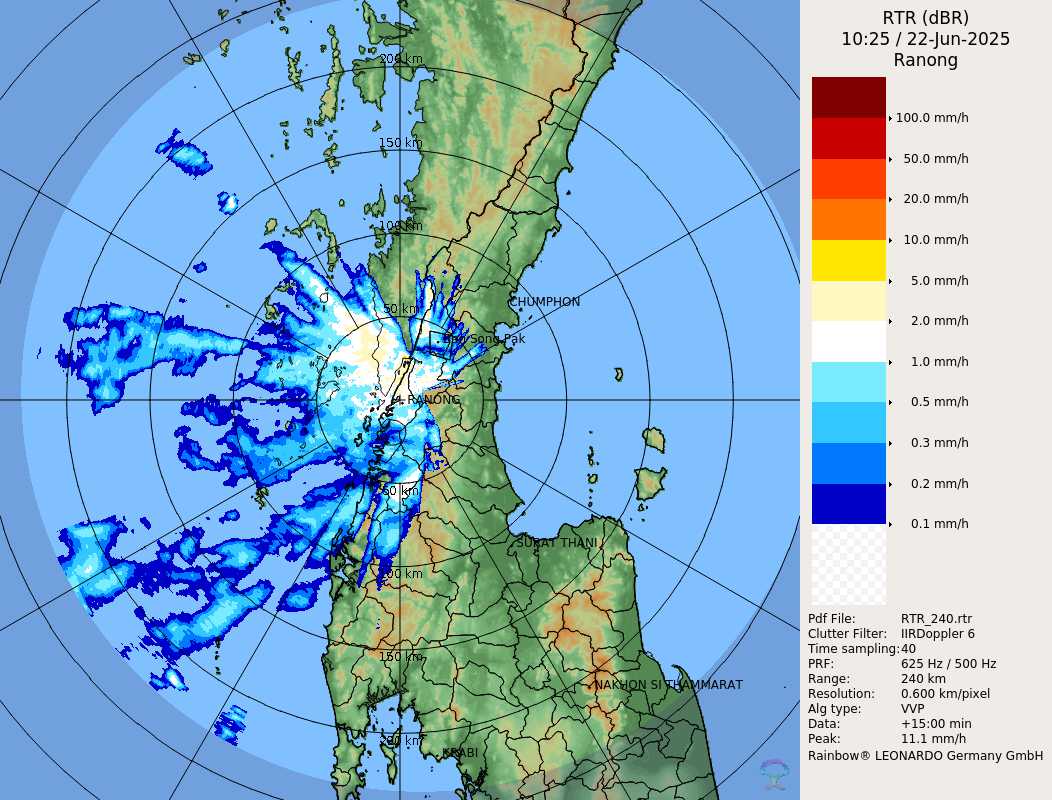 RTR (dBR)
10:25 / 22-Jun-2025
Ranong
100.0 mm/h
50.0 mm/h
20.0 mm/h
10.0 mm/h
5.0 mm/h
2.0 mm/h
1.0 mm/h
0.5 mm/h
0.3 mm/h
0.2 mm/h
0.1 mm/h
Pdf File: RTR_240.rtr
Clutter Filter: IIRDoppler 6
Time sampling:40
PRF: 625 Hz / 500 Hz
Range: 240 km
Resolution: 0.600 km/pixel
Alg type: VVP
Data: +15:00 min
Peak: 11.1 mm/h
Rainbow® LEONARDO Germany GmbH
200 km
150 km
100 km
50 km
CHUMPHON
Ban Song Pak
RANONG
50 km
SURAT THANI
100 km
150 km
NAKHON SI THAMMARAT
200 km
KRABI